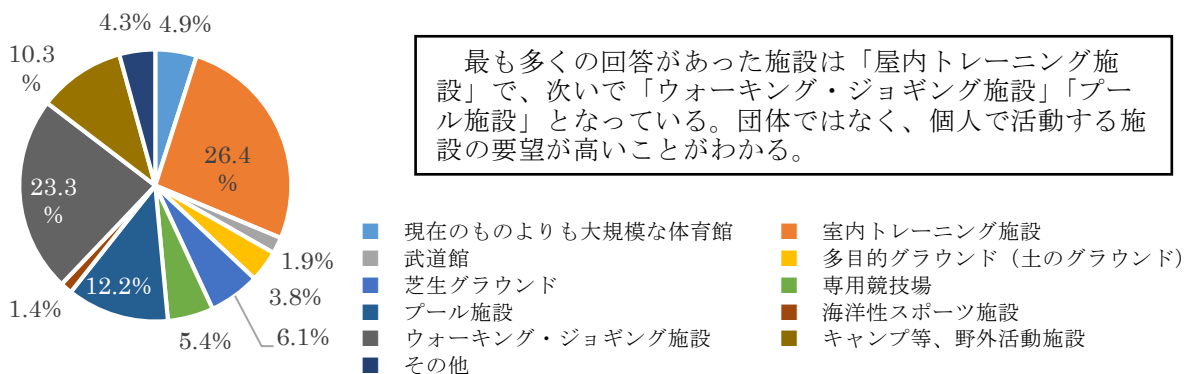 4.3%
4.9%
10.3
%
26.4
%
23.3
%
12.2%
1.4%
5.4%
6.1%
3.8%
1.9%
　最も多くの回答があった施設は「屋内トレーニング施
設」で、次いで「ウォーキング・ジョギング施設」「プー
ル施設」となっている。団体ではなく、個人で活動する施
設の要望が高いことがわかる。
現在のものよりも大規模な体育館
室内トレーニング施設
武道館
多目的グラウンド（土のグラウンド）
芝生グラウンド
専用競技場
プール施設
海洋性スポーツ施設
ウォーキング・ジョギング施設
キャンプ等、野外活動施設
その他